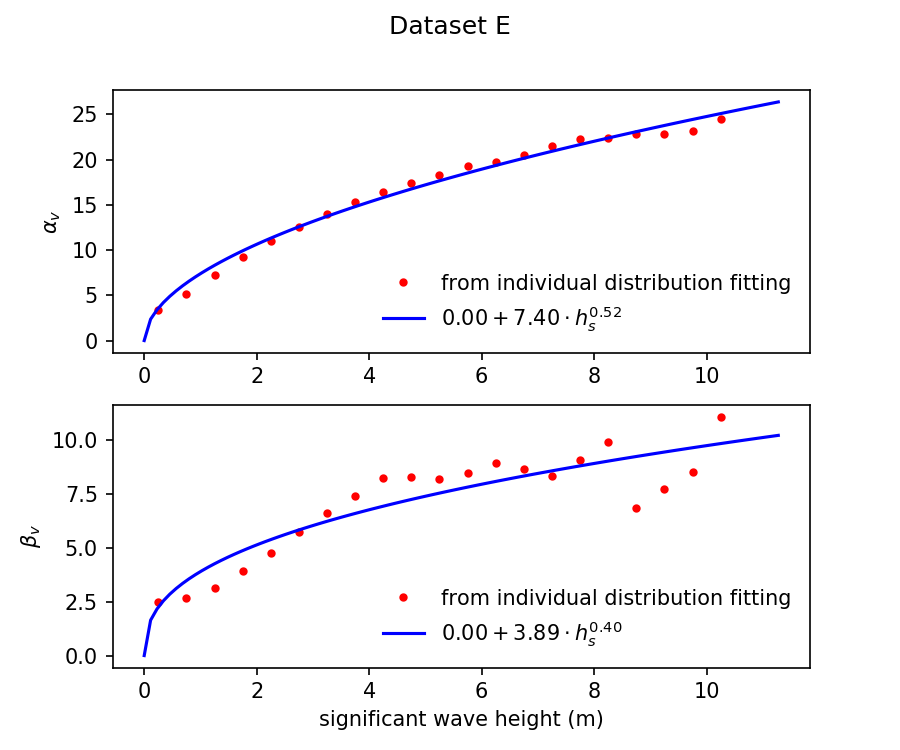 Dataset E
25
20
15
10
5
0
α_v
from individual distribution fitting
0.00 + 7.40 · h_s^0.52
0 2 4 6 8 10
10.0
7.5
5.0
2.5
0.0
β_v
from individual distribution fitting
0.00 + 3.89 · h_s^0.40
0 2 4 6 8 10
significant wave height (m)